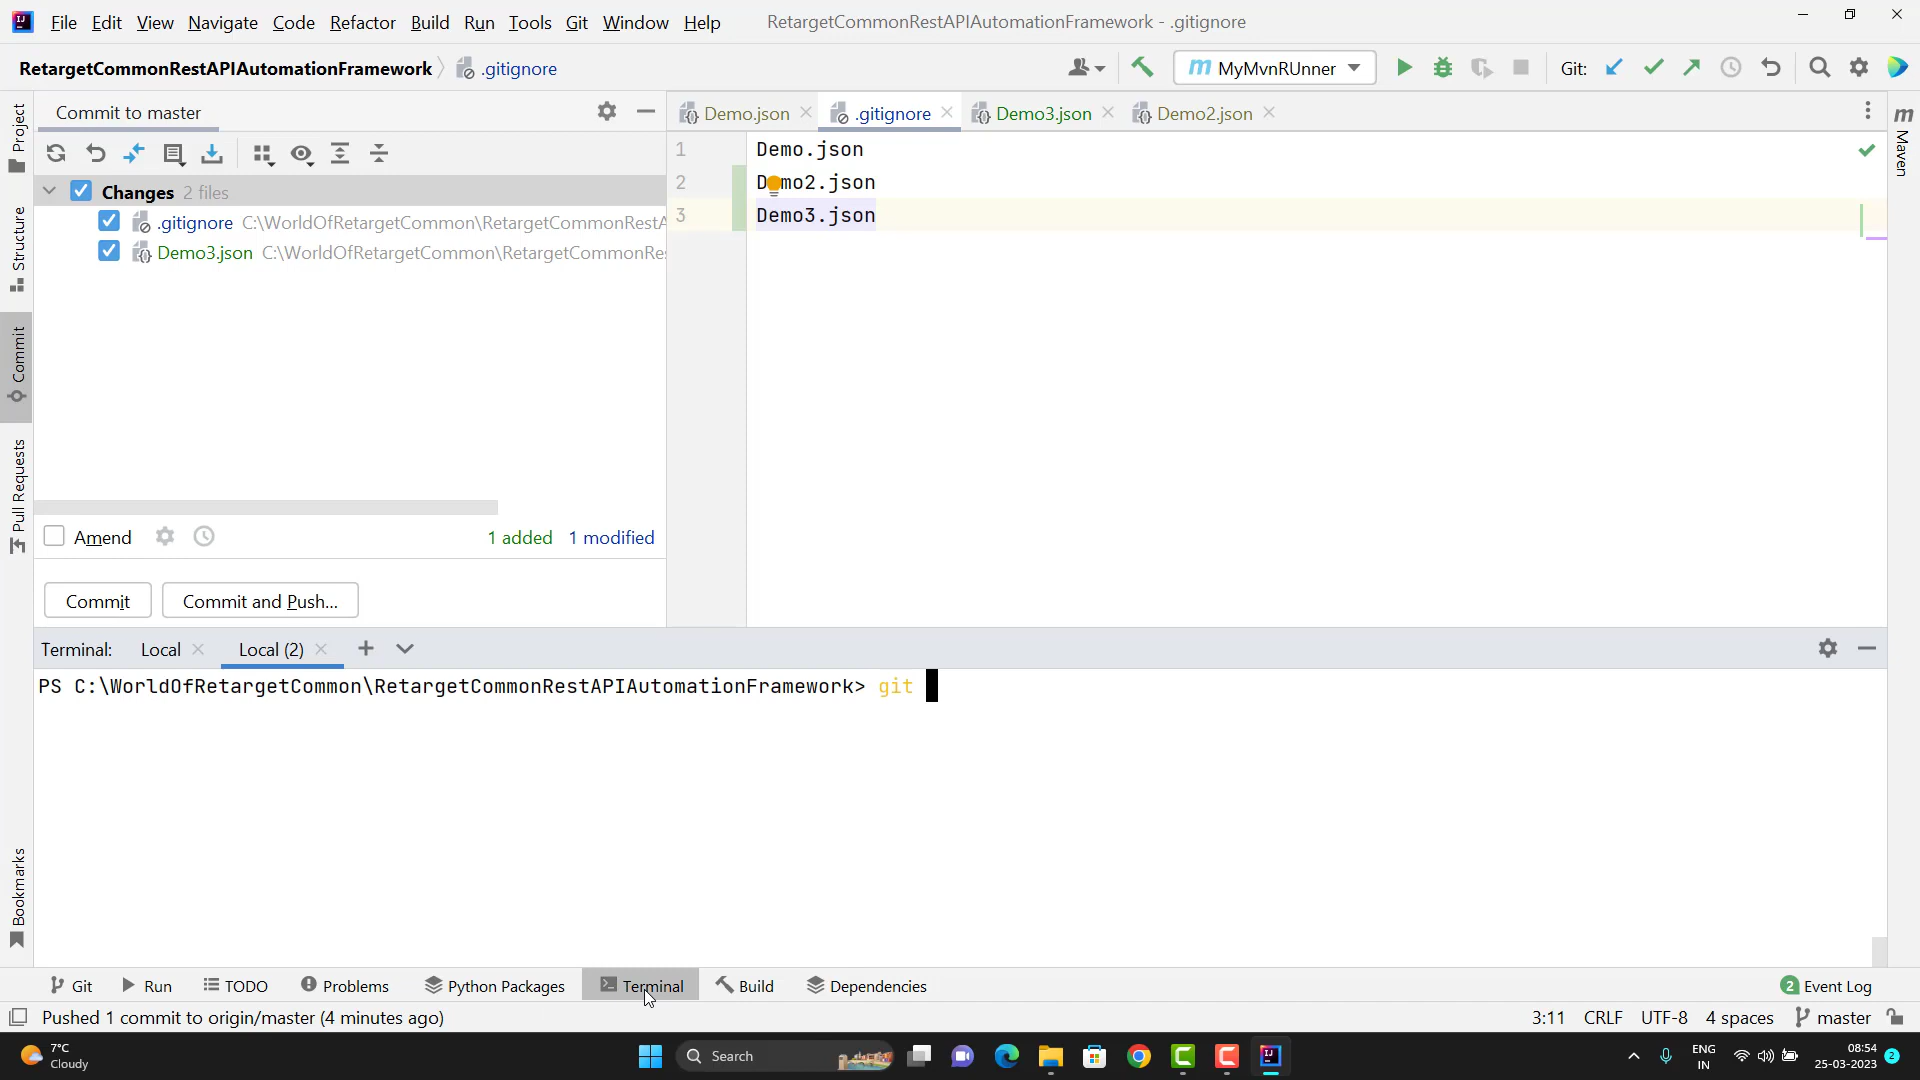 File Edit View Navigate Code Refactor Build Run Tools Git Window Help RetargetCommonRestAPIAutomationFramework - .gitignore
RetargetCommonRestAPIAutomationFramework .gitignore MyMvnRUnner Git:
Commit to master
Demo.json .gitignore Demo3.json Demo2.json
Changes 2 files
.gitignore C:\WorldOfRetargetCommon\RetargetCommonRestA
Demo3.json C:\WorldOfRetargetCommon\RetargetCommonRes
Amend 1 added 1 modified
Commit Commit and Push...
1 Demo.json
2 Demo2.json
3 Demo3.json
Project
Structure
Commit
Pull Requests
Bookmarks
m
Maven
Terminal: Local Local (2)
PS C:\WorldOfRetargetCommon\RetargetCommonRestAPIAutomationFramework> git
Git Run TODO Problems Python Packages Terminal Build Dependencies 2 Event Log
Pushed 1 commit to origin/master (4 minutes ago) 3:11 CRLF UTF-8 4 spaces master
7°C
Cloudy
Search
ENG
IN
08:54
25-03-2023
2